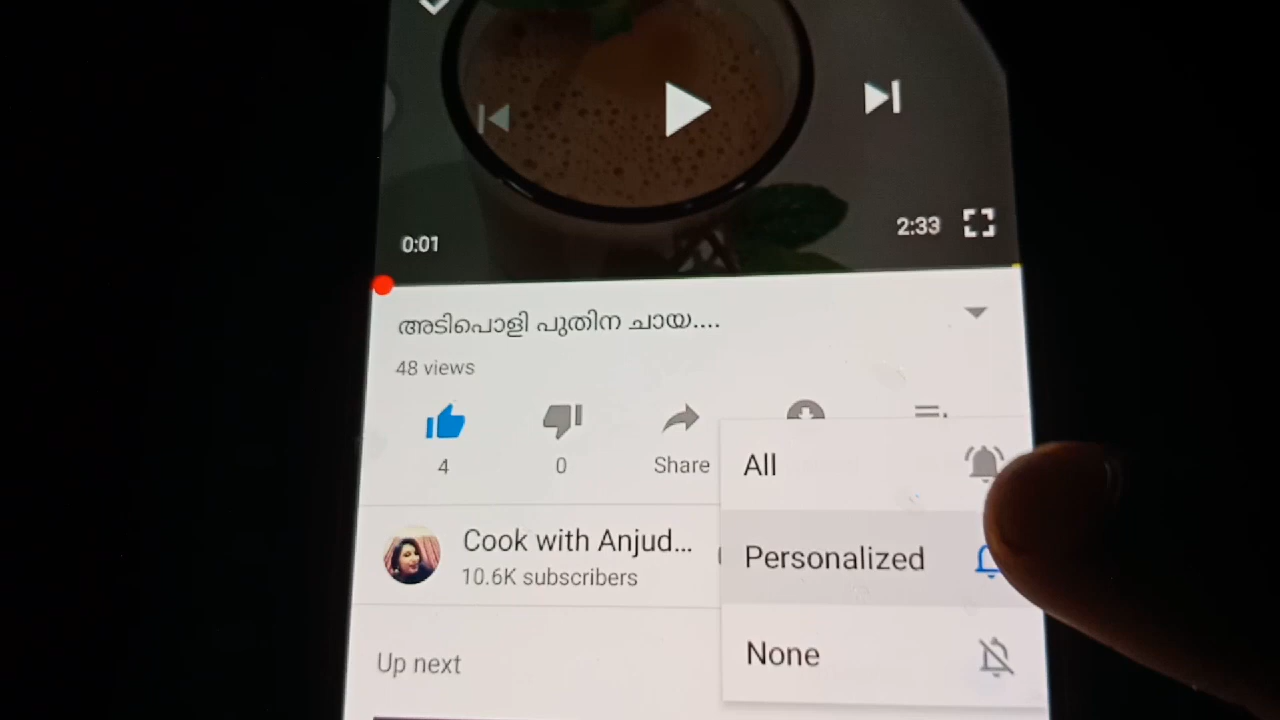 0:01
2:33
അടിപൊളി പുതിന ചായ....
48 views
4
0
Share
All
Cook with Anjud...
Personalized
10.6K subscribers
None
Up next